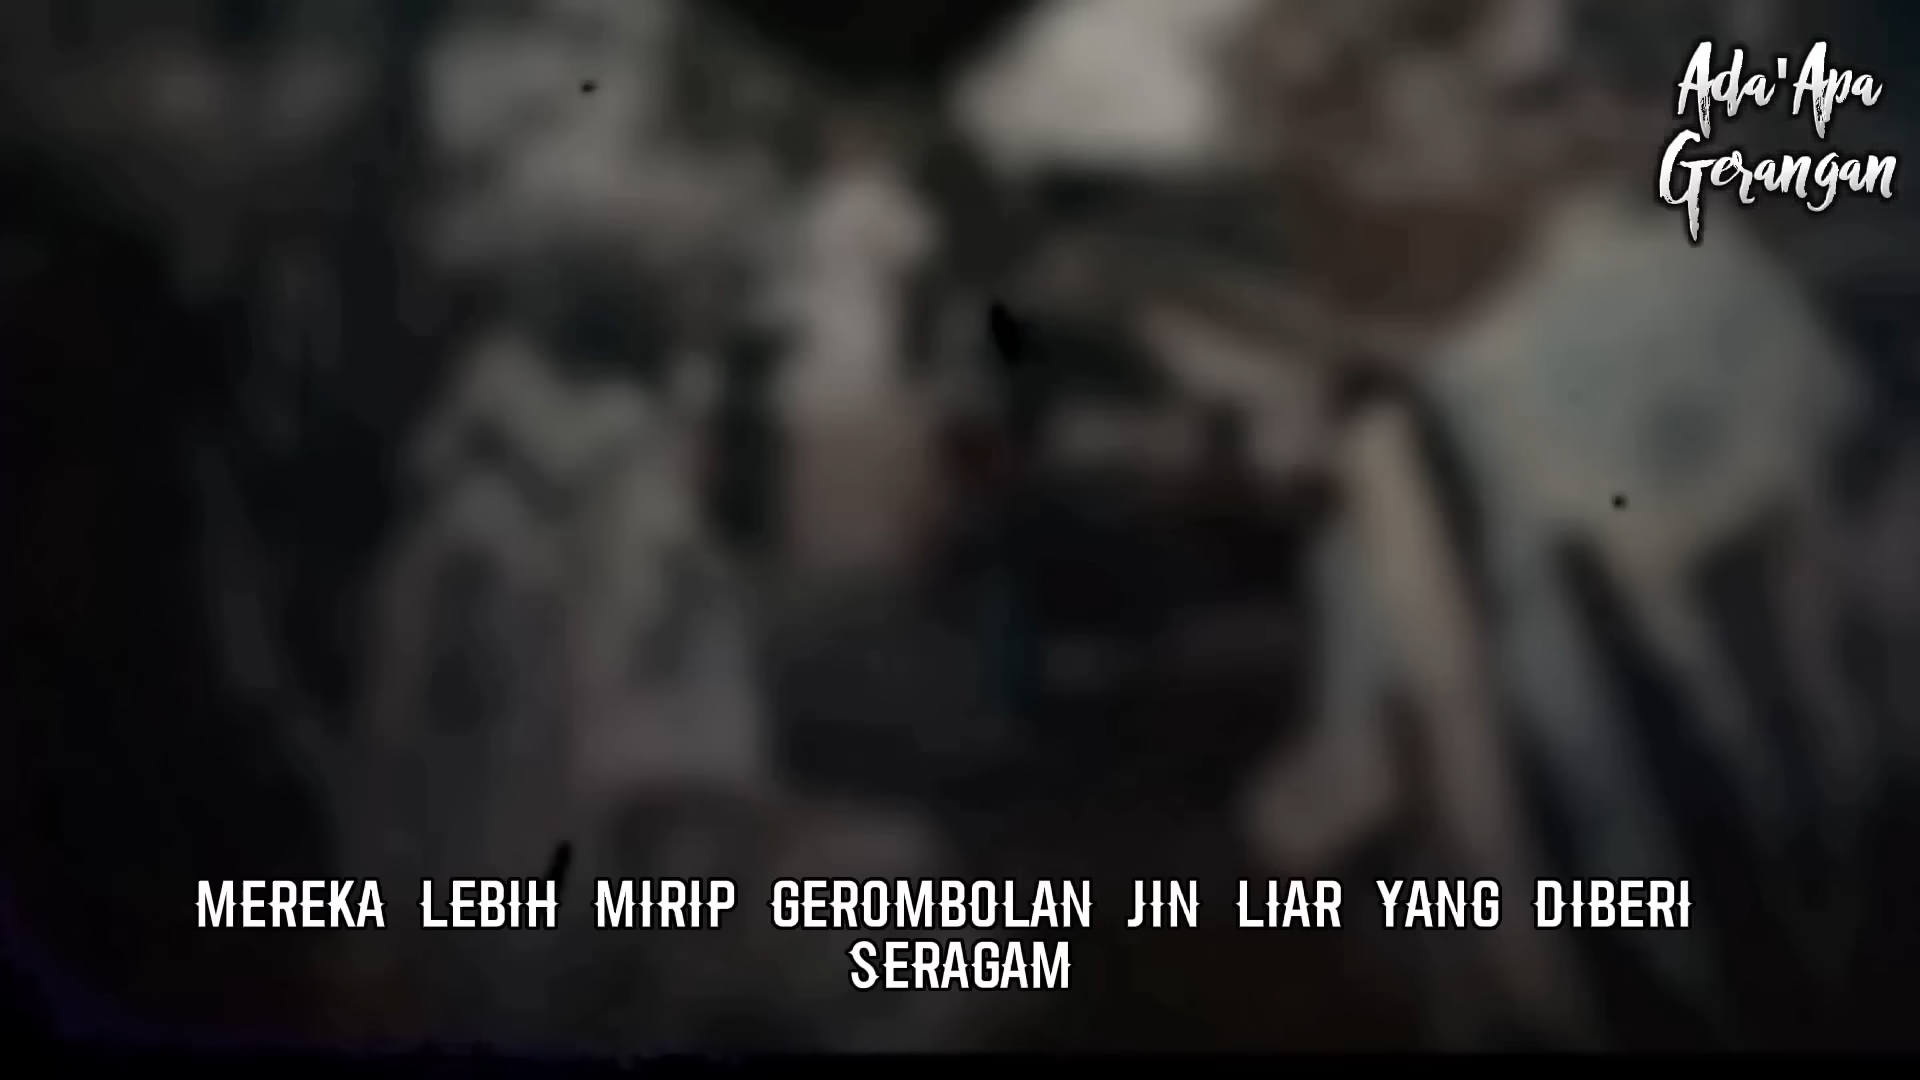 Ada'Apa
Gerangan
MEREKA LEBIH MIRIP GEROMBOLAN JIN LIAR YANG DIBERI
SERAGAM